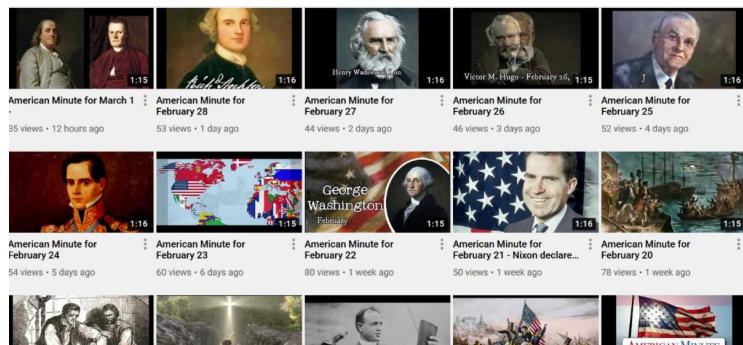 1:15
1:16
Henry Wadsworth Lon
1:16
Victor M. Hugo - February 26,
1:15
J
1:16
American Minute for March 1
-
35 views • 12 hours ago
American Minute for
February 28
53 views • 1 day ago
American Minute for
February 27
44 views • 2 days ago
American Minute for
February 26
46 views • 3 days ago
American Minute for
February 25
52 views • 4 days ago
1:16
1:15
George
Washington
February
1:15
1:16
1:15
American Minute for
February 24
54 views • 5 days ago
American Minute for
February 23
60 views • 6 days ago
American Minute for
February 22
80 views • 1 week ago
American Minute for
February 21 - Nixon declare...
50 views • 1 week ago
American Minute for
February 20
78 views • 1 week ago
AMERICAN MINUTE